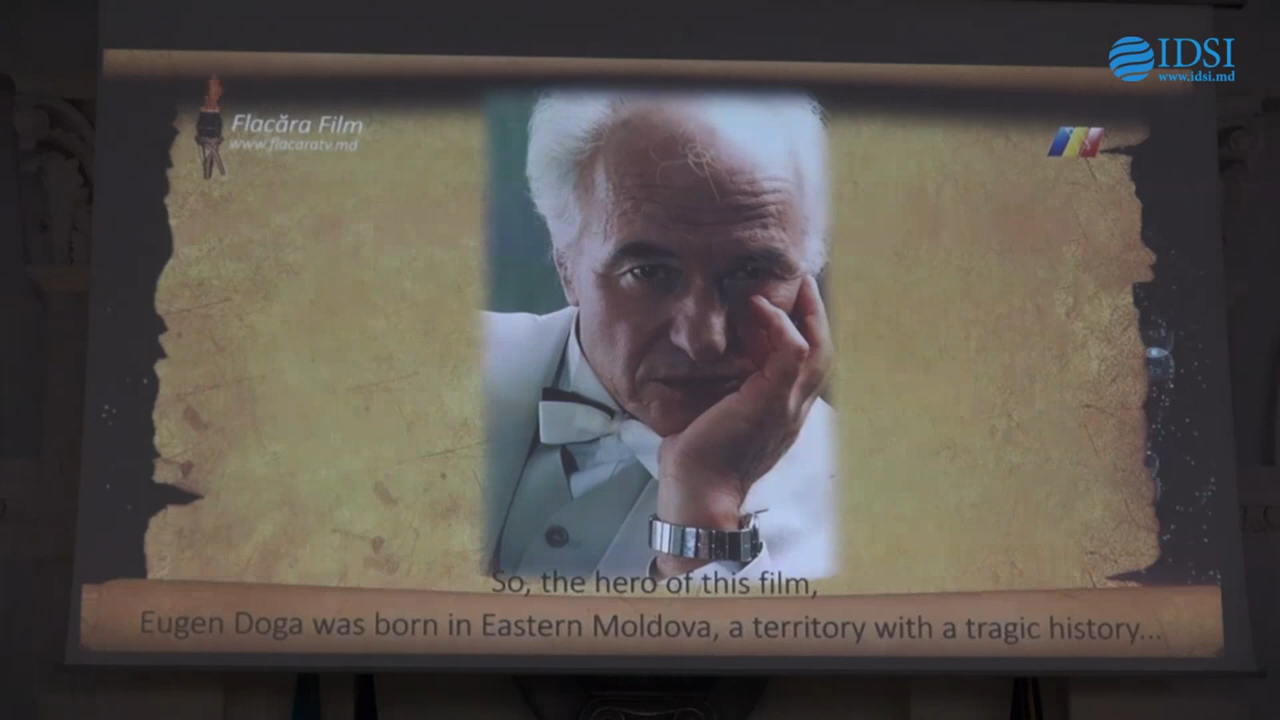 IDSI
www.idsi.md
Flacăra Film
www.flacaratv.md
So, the hero of this film,
Eugen Doga was born in Eastern Moldova, a territory with a tragic history...